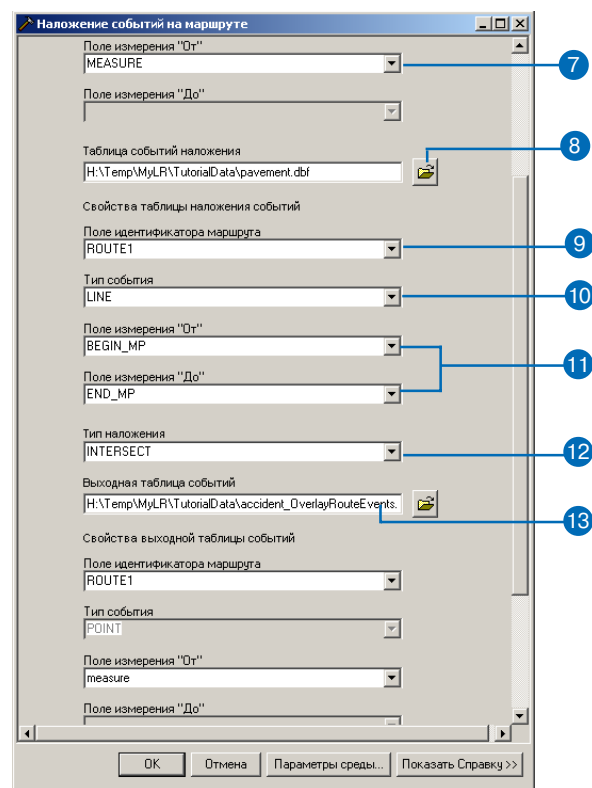 Наложение событий на маршруте
Поле измерения "От"
MEASURE
7
Поле измерения "До"
Таблица событий наложения
8
H:\Temp\MyLR\TutorialData\pavement.dbf
Свойства таблицы наложения событий
Поле идентификатора маршрута
ROUTE1
9
Тип события
LINE
10
Поле измерения "От"
BEGIN_MP
11
Поле измерения "До"
END_MP
Тип наложения
INTERSECT
12
Выходная таблица событий
H:\Temp\MyLR\TutorialData\accident_OverlayRouteEvents.
13
Свойства выходной таблицы событий
Поле идентификатора маршрута
ROUTE1
Тип события
POINT
Поле измерения "От"
measure
Поле измерения "До"
OK
Отмена
Параметры среды...
Показать Справку >>